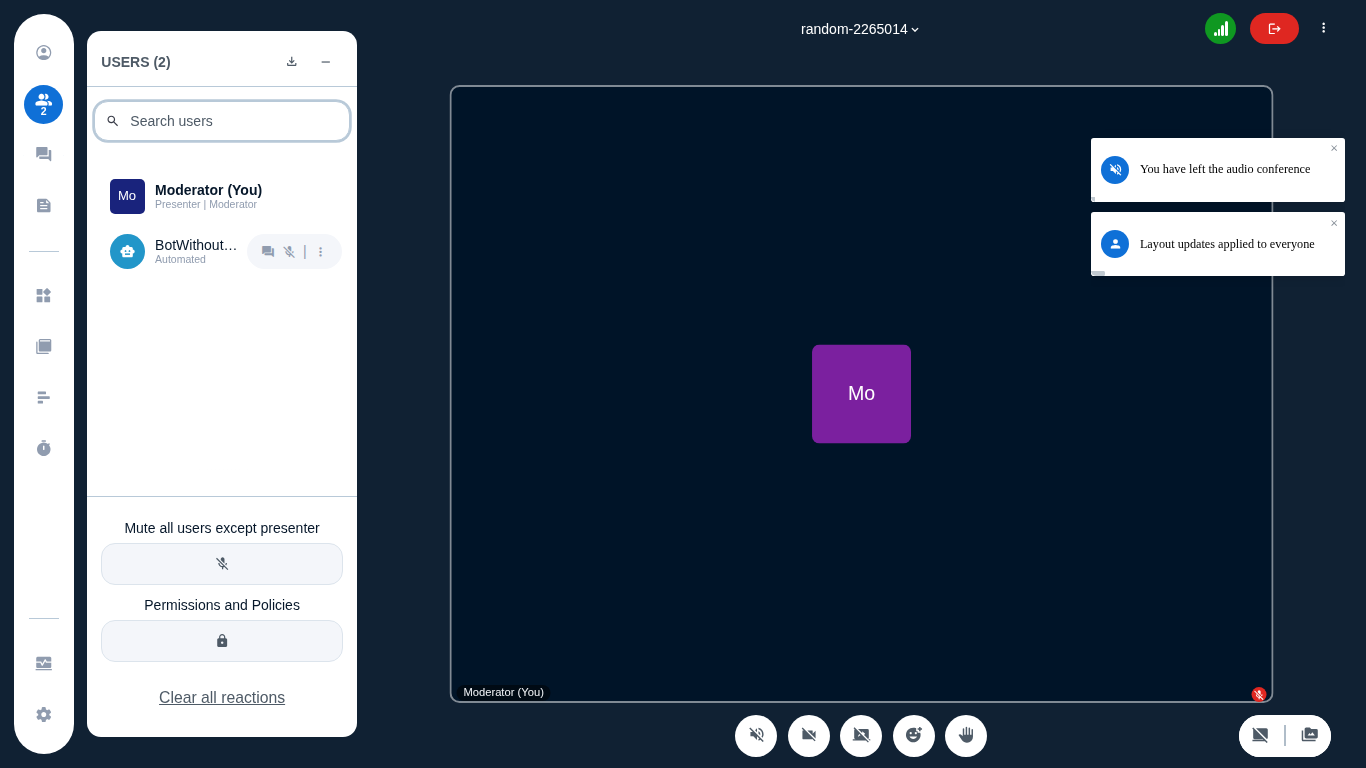 random-2265014
2
USERS (2)
Search users
Mo
Moderator (You)
Presenter | Moderator
BotWithout…
Automated
Mute all users except presenter
Permissions and Policies
Clear all reactions
You have left the audio conference
Layout updates applied to everyone
Mo
Moderator (You)